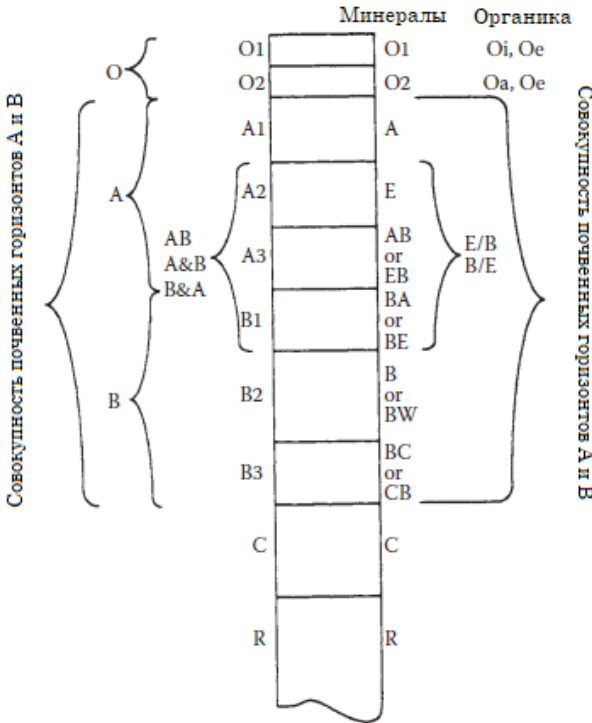 Минералы Органика
O1 O1 Oi, Oe
O
O2 O2 Oa, Oe
Совокупность почвенных горизонтов А и В
A1 A
A
A2 E
AB
A&B
B&A
A3
AB
or
EB
E/B
B/E
B1
BA
or
BE
B
B2
B
or
BW
B3
BC
or
CB
C C
R R
Совокупность почвенных горизонтов А и В